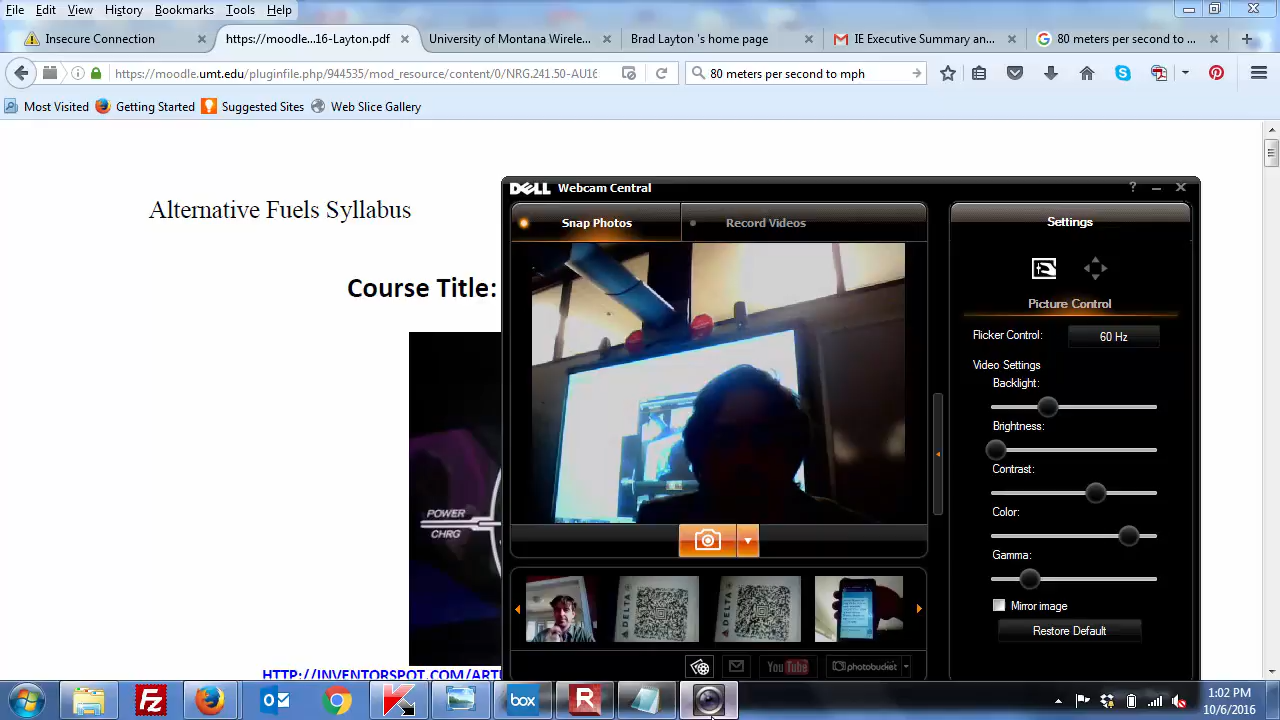 File Edit View History Bookmarks Tools Help
Insecure Connection
https://moodle...16-Layton.pdf
University of Montana Wirele...
Brad Layton 's home page
IE Executive Summary an...
80 meters per second to ...
https://moodle.umt.edu/pluginfile.php/944535/mod_resource/content/0/NRG.241.50-AU16
80 meters per second to mph
Most Visited
Getting Started
Suggested Sites
Web Slice Gallery
Alternative Fuels Syllabus
Course Title:
POWER
CHRG
HTTP://INVENTORSPOT.COM/ART
DELL Webcam Central
Snap Photos
Record Videos
DELTA
DELTA
You Tube
photobucket
Settings
Picture Control
Flicker Control: 60 Hz
Video Settings
Backlight:
Brightness:
Contrast:
Color:
Gamma:
Mirror image
Restore Default
box
1:02 PM
10/6/2016